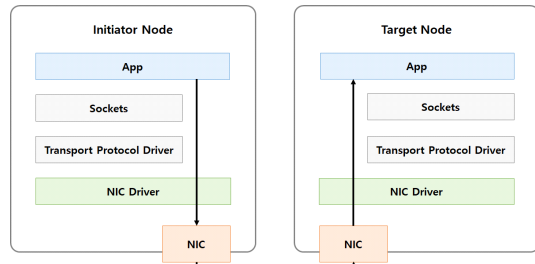 Initiator Node
App
Sockets
Transport Protocol Driver
NIC Driver
NIC
Target Node
App
Sockets
Transport Protocol Driver
NIC Driver
NIC